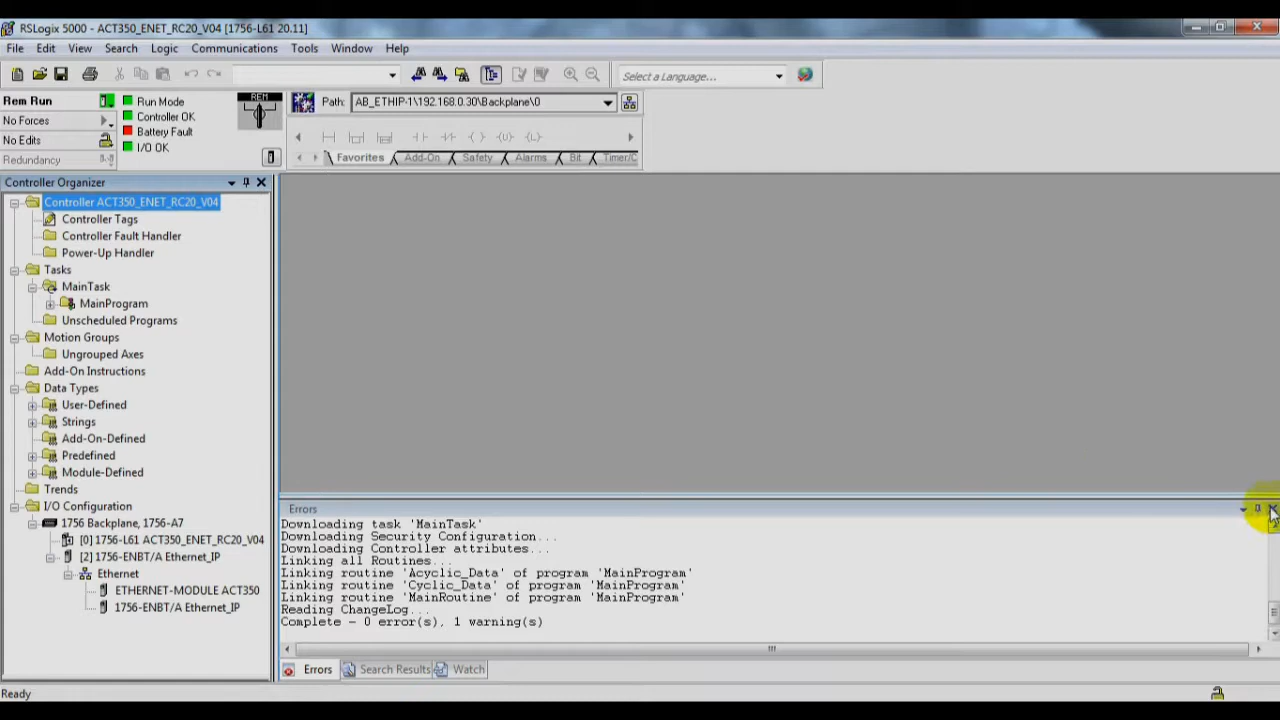 RSLogix 5000 - ACT350_ENET_RC20_V04 [1756-L61 20.11]
File Edit View Search Logic Communications Tools Window Help
Select a Language...
Rem Run
No Forces
No Edits
Redundancy
Run Mode
Controller OK
Battery Fault
I/O OK
REM
Path: AB_ETHIP-1\192.168.0.30\Backplane\0
Favorites Add-On Safety Alarms Bit Timer/C
Controller Organizer
Controller ACT350_ENET_RC20_V04
Controller Tags
Controller Fault Handler
Power-Up Handler
Tasks
MainTask
MainProgram
Unscheduled Programs
Motion Groups
Ungrouped Axes
Add-On Instructions
Data Types
User-Defined
Strings
Add-On-Defined
Predefined
Module-Defined
Trends
I/O Configuration
1756 Backplane, 1756-A7
[0] 1756-L61 ACT350_ENET_RC20_V04
[2] 1756-ENBT/A Ethernet_IP
Ethernet
ETHERNET-MODULE ACT350
1756-ENBT/A Ethernet_IP
Errors
Downloading task 'MainTask'
Downloading Security Configuration...
Downloading Controller attributes...
Linking all Routines...
Linking routine 'Acyclic_Data' of program 'MainProgram'
Linking routine 'Cyclic_Data' of program 'MainProgram'
Linking routine 'MainRoutine' of program 'MainProgram'
Reading ChangeLog...
Complete - 0 error(s), 1 warning(s)
Errors Search Results Watch
Ready